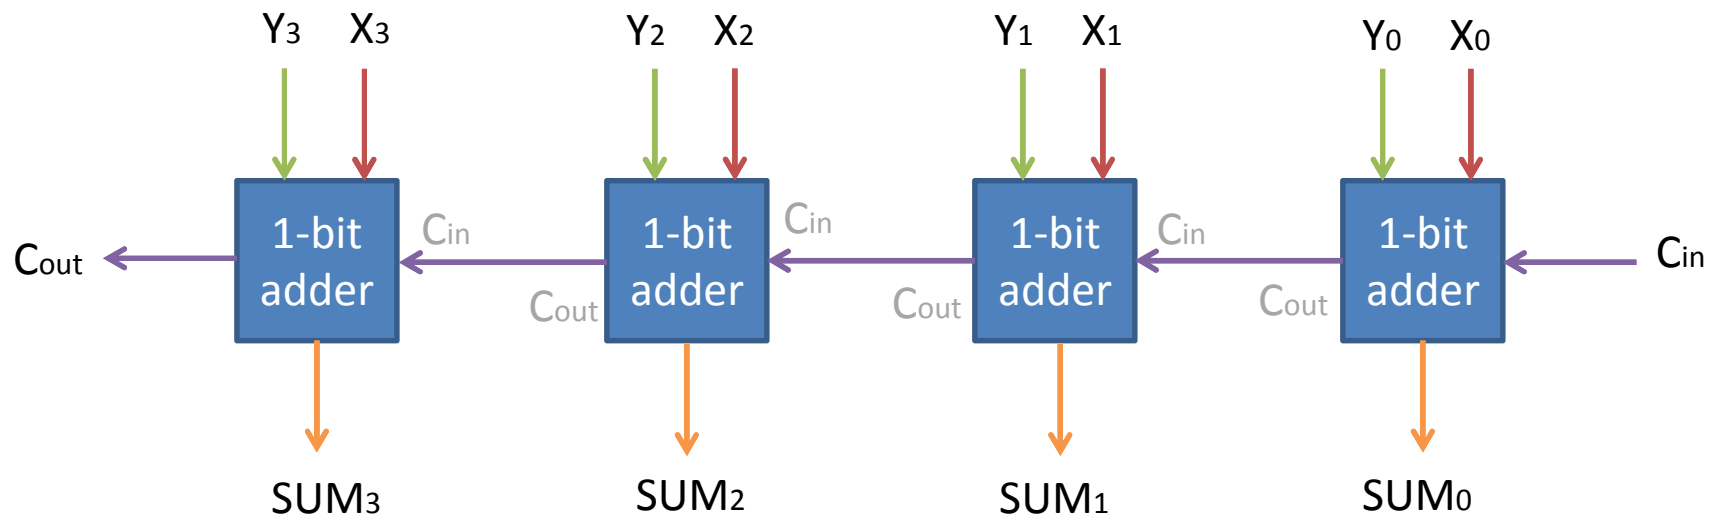 Y3 X3 Y2 X2 Y1 X1 Y0 X0
Cout 1-bit adder Cin Cout 1-bit adder Cin Cout 1-bit adder Cin Cout 1-bit adder Cin
SUM3 SUM2 SUM1 SUM0